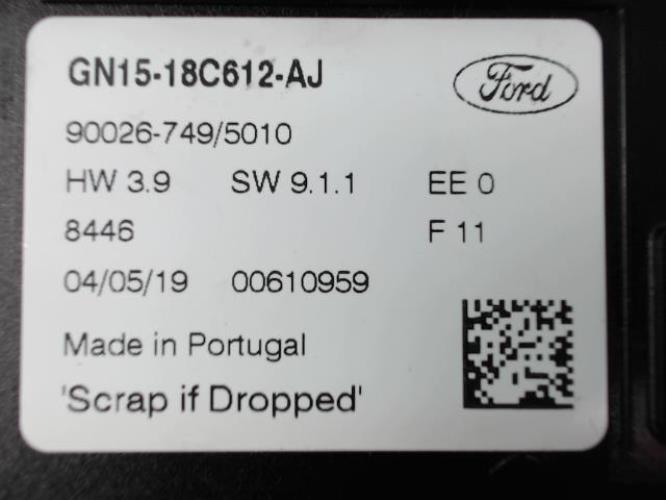 GN15-18C612-AJ
Ford
90026-749/5010
HW 3.9 SW 9.1.1 EE 0
8446 F 11
04/05/19 00610959
Made in Portugal
'Scrap if Dropped'